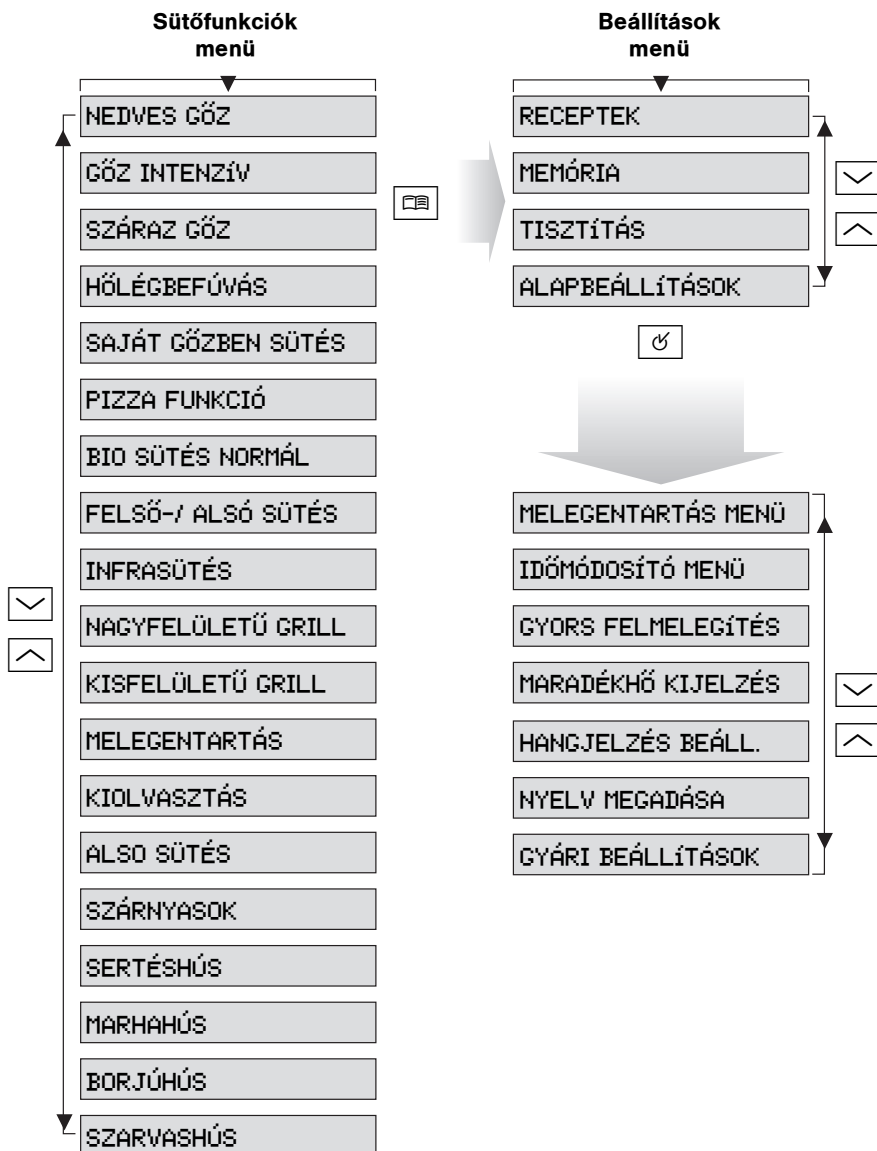 Sütőfunkciók
menü
NEDVES GŐZ
GŐZ INTENZíV
SZÁRAZ GŐZ
HŐLÉGBEFÚVÁS
SAJÁT GŐZBEN SÜTÉS
PIZZA FUNKCIó
BIO SÜTÉS NORMÁL
FELSŐ-/ ALSÓ SÜTÉS
INFRASÜTÉS
NAGYFELÜLETŰ GRILL
KISFELÜLETŰ GRILL
MELEGENTARTÁS
KIOLVASZTÁS
ALSO SÜTÉS
SZÁRNYASOK
SERTÉSHÚS
MARHAHÚS
BORJÚHÚS
SZARVASHÚS
Beállítások
menü
RECEPTEK
MEMÓRIA
TISZTíTÁS
ALAPBEÁLLíTÁSOK
MELEGENTARTÁS MENÜ
IDŐMÓDOSÍTÓ MENÜ
GYORS FELMELEGíTÉS
MARADÉKHŐ KIJELZÉS
HANGJELZÉS BEÁLL.
NYELV MEGADÁSA
GYÁRI BEÁLLíTÁSOK